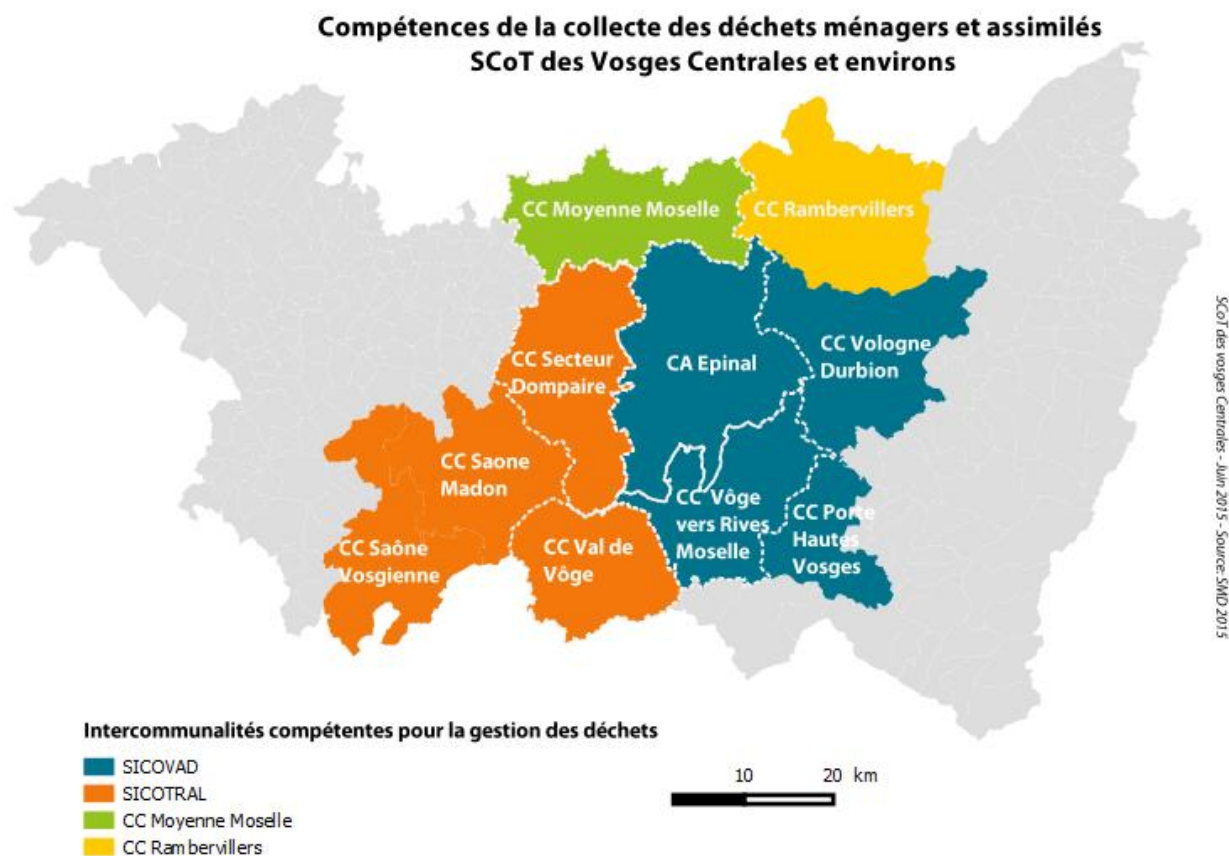 Compétences de la collecte des déchets ménagers et assimilés
SCoT des Vosges Centrales et environs
CC Moyenne Moselle
CC Rambervillers
CC Secteur
Dompaire
CA Epinal
CC Vologne
Durbion
CC Saone
Madon
CC Saône
Vosgienne
CC Val de
Vôge
CC Vôge
vers Rives
Moselle
CC Porte
Hautes
Vosges
SCoT des vosges Centrales - Juin 2015 - Source: SMD 2015
Intercommunalités compétentes pour la gestion des déchets
SICOVAD
SICOTRAL
CC Moyenne Moselle
CC Rambervillers
10 20 km